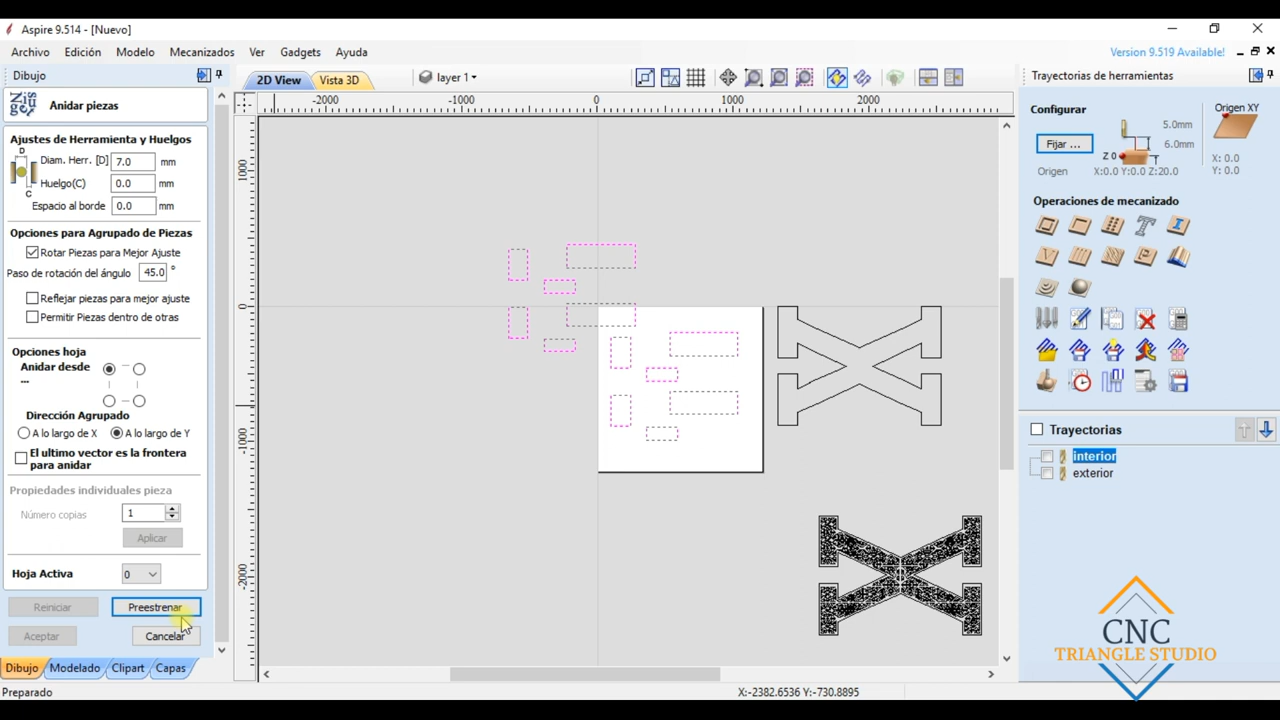 Aspire 9.514 - [Nuevo]
Archivo Edición Modelo Mecanizados Ver Gadgets Ayuda
Version 9.519 Available!
Dibujo
2D View Vista 3D layer 1
Trayectorias de herramientas
-2000 -1000 0 1000 2000
1000 0 -1000 -2000
Anidar piezas
Ajustes de Herramienta y Huelgos
D
Diam. Herr. [D] 7.0 mm
Huelgo(C) 0.0 mm
C
Espacio al borde 0.0 mm
Opciones para Agrupado de Piezas
Rotar Piezas para Mejor Ajuste
Paso de rotación del ángulo 45.0 °
Reflejar piezas para mejor ajuste
Permitir Piezas dentro de otras
Opciones hoja
Anidar desde
...
Dirección Agrupado
A lo largo de X A lo largo de Y
El ultimo vector es la frontera
para anidar
Propiedades individuales pieza
Número copias 1
Aplicar
Hoja Activa 0
Reiniciar Preestrenar
Aceptar Cancelar
Dibujo Modelado Clipart Capas
Preparado
X:-2382.6536 Y:-730.8895
Configurar
Origen XY
5.0mm
Fijar ...
6.0mm
Z 0
X: 0.0
Y: 0.0
Origen X:0.0 Y:0.0 Z:20.0
Operaciones de mecanizado
Trayectorias
interior
exterior
CNC
TRIANGLE STUDIO